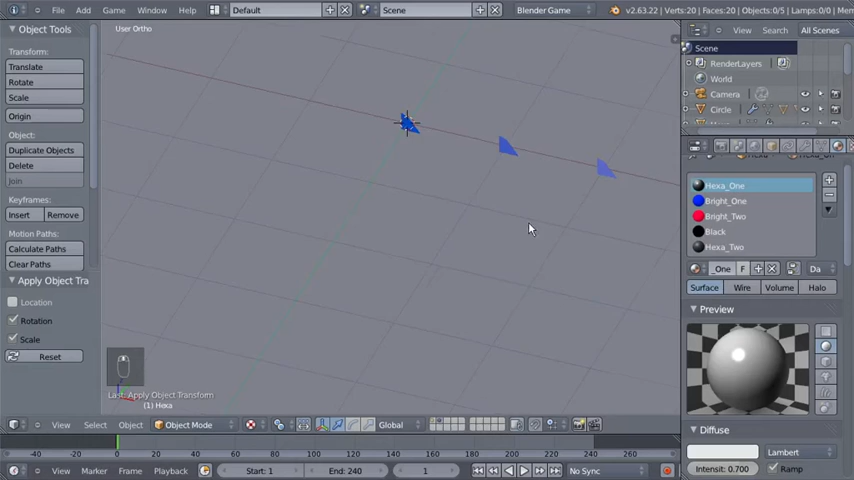 File Add Game Window Help Default Scene Blender Game v2.63.22 | Verts:20 | Faces:20 | Objects:0/5 | Lamps:0/0 | Mem
Object Tools
Transform:
Translate
Rotate
Scale
Origin
Object:
Duplicate Objects
Delete
Join
Keyframes:
Insert Remove
Motion Paths:
Calculate Paths
Clear Paths
Apply Object Tra
Location
Rotation
Scale
Reset
User Ortho
Last: Apply Object Transform
(1) Hexa
View Search All Scenes
Scene
RenderLayers
World
Camera
Circle
Hexa_One
Bright_One
Bright_Two
Black
Hexa_Two
_One F Da
Surface Wire Volume Halo
Preview
Diffuse
Lambert
Intensit: 0.700 Ramp
View Select Object Object Mode Global
-40 -20 0 20 40 60 80 100 120 140 160 180 200 220 240 260
View Marker Frame Playback Start: 1 End: 240 1 No Sync